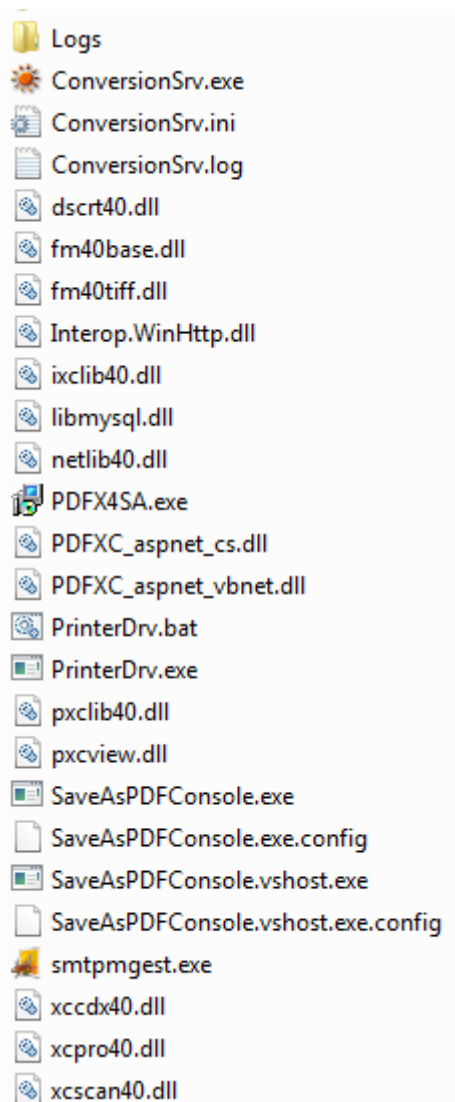 Logs
ConversionSrv.exe
ConversionSrv.ini
ConversionSrv.log
dscrt40.dll
fm40base.dll
fm40tiff.dll
Interop.WinHttp.dll
ixclib40.dll
libmysql.dll
netlib40.dll
PDFX4SA.exe
PDFXC_aspnet_cs.dll
PDFXC_aspnet_vbnet.dll
PrinterDrv.bat
PrinterDrv.exe
pxclib40.dll
pxcview.dll
SaveAsPDFConsole.exe
SaveAsPDFConsole.exe.config
SaveAsPDFConsole.vshost.exe
SaveAsPDFConsole.vshost.exe.config
smtpmgest.exe
xccdx40.dll
xcpro40.dll
xcscan40.dll